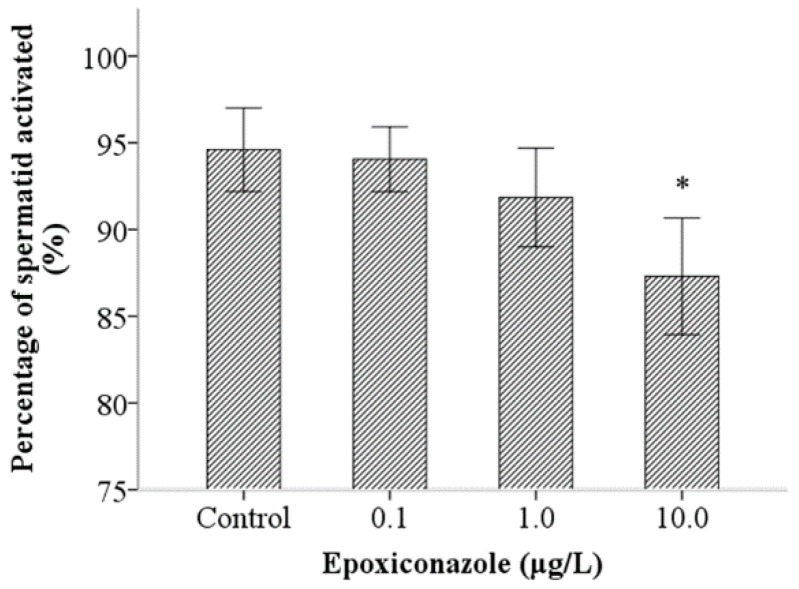 Percentage of spermatid activated
(%)
100
95
90
85
80
75
*
Control 0.1 1.0 10.0
Epoxiconazole (µg/L)